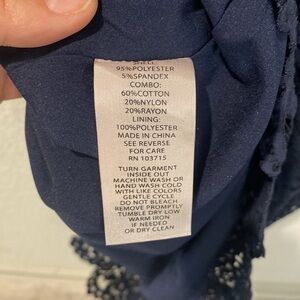 SHELL:
95%POLYESTER
5%SPANDEX
COMBO:
60%COTTON
20%NYLON
20%RAYON
LINING:
100%POLYESTER
MADE IN CHINA
SEE REVERSE
FOR CARE
RN 103715
TURN GARMENT
INSIDE OUT
MACHINE WASH OR
HAND WASH COLD
WITH LIKE COLORS
GENTLE CYCLE
DO NOT BLEACH
REMOVE PROMPTLY
TUMBLE DRY LOW
WARM IRON
IF NEEDED
OR DRY CLEAN